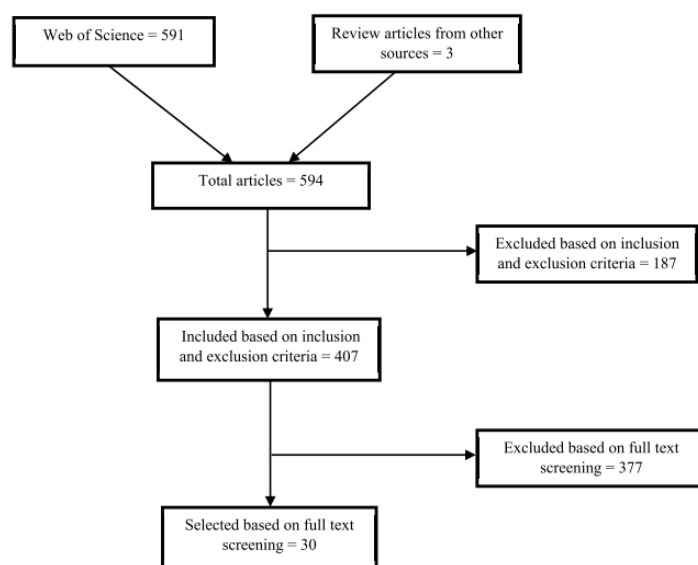 Web of Science = 591
Review articles from other
sources = 3
Total articles = 594
Excluded based on inclusion
and exclusion criteria = 187
Included based on inclusion
and exclusion criteria = 407
Excluded based on full text
screening = 377
Selected based on full text
screening = 30